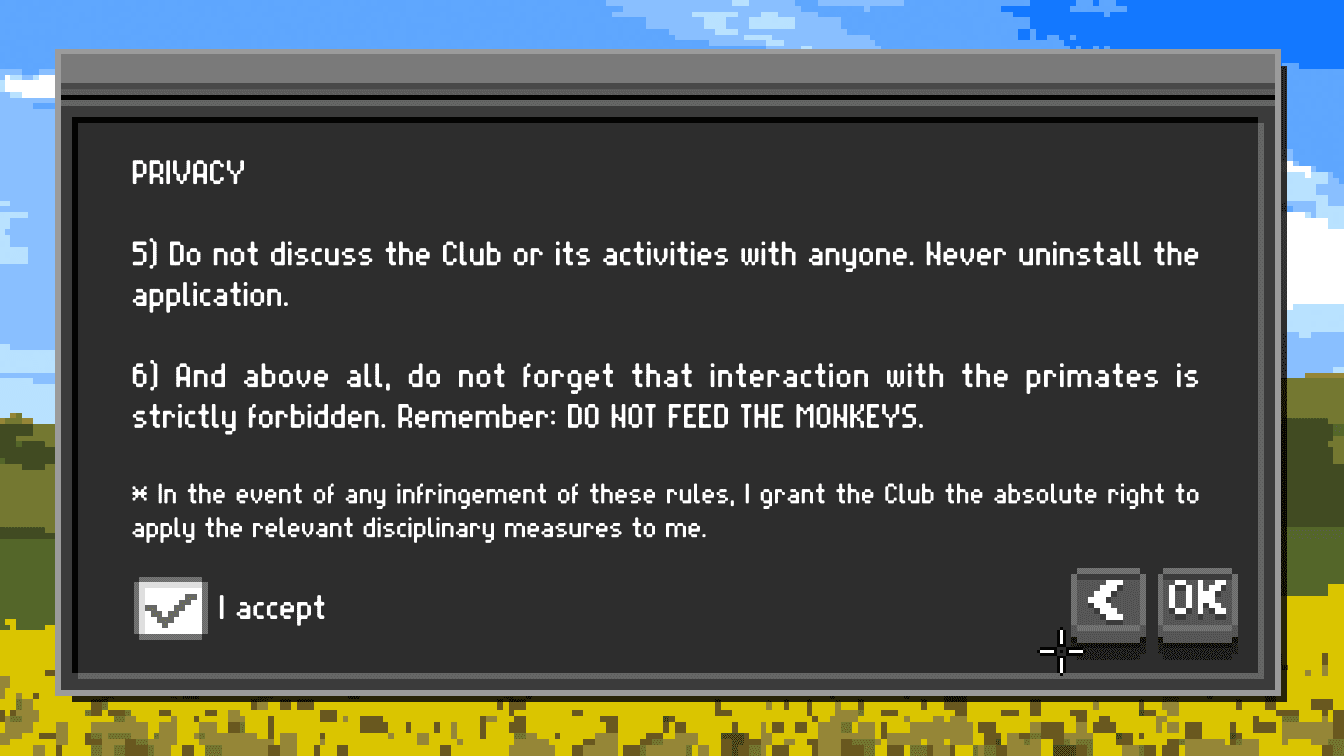 PRIVACY
5) Do not discuss the Club or its activities with anyone. Never uninstall the
application.
6) And above all, do not forget that interaction with the primates is
strictly forbidden. Remember: DO NOT FEED THE MONKEYS.
* In the event of any infringement of these rules, I grant the Club the absolute right to
apply the relevant disciplinary measures to me.
I accept
OK